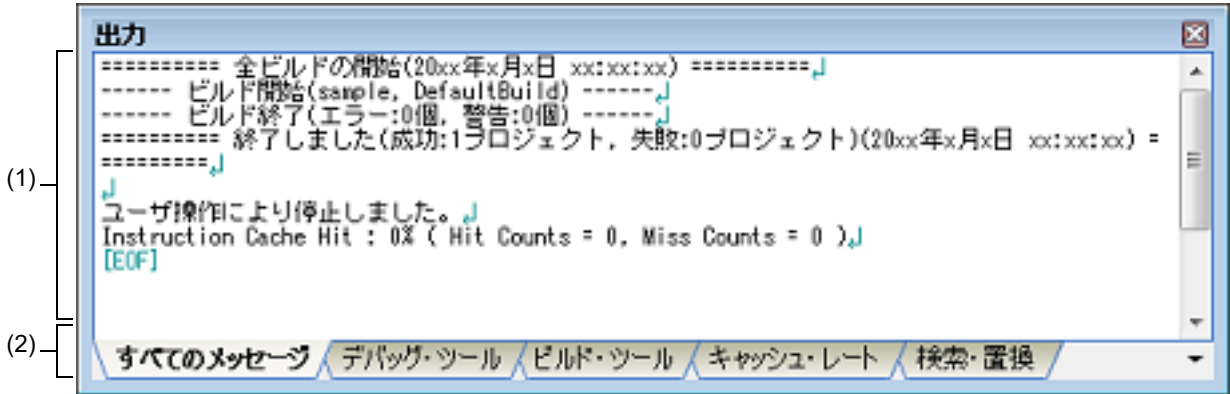 出力
========== 全ビルドの開始(20xx年x月x日 xx:xx:xx) ==========↲
------ ビルド開始(sample, DefaultBuild) ------↲
------ ビルド終了(エラー:0個, 警告:0個) ------↲
========== 終了しました(成功:1プロジェクト, 失敗:0プロジェクト)(20xx年x月x日 xx:xx:xx) =
=========↲
(1)
↲
ユーザ操作により停止しました。↲
Instruction Cache Hit : 0% ( Hit Counts = 0, Miss Counts = 0 )↲
[EOF]
(2)
すべてのメッセージ デバッグ・ツール ビルド・ツール キャッシュ・レート 検索・置換